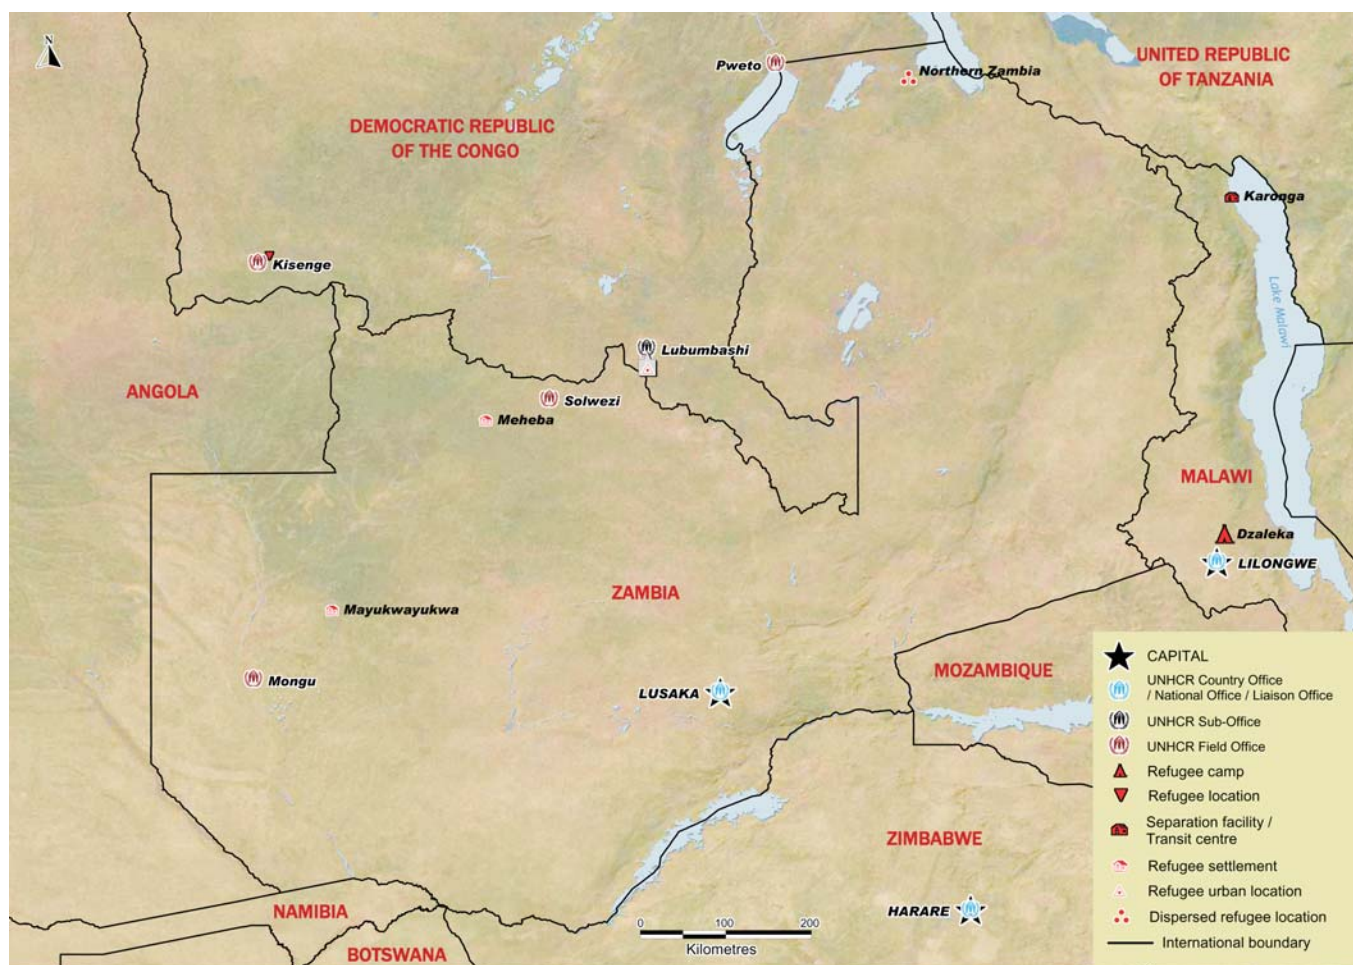 N
UNITED REPUBLIC
OF TANZANIA
Pweto
Northern Zambia
DEMOCRATIC REPUBLIC
OF THE CONGO
Karonga
Kisenge
Lake Malawi
Lubumbashi
ANGOLA
Solwezi
Meheba
MALAWI
Dzaleka
LILONGWE
ZAMBIA
Mayukwayukwa
MOZAMBIQUE
Mongu
LUSAKA
ZIMBABWE
NAMIBIA
HARARE
BOTSWANA
0 100 200
Kilometres
CAPITAL
UNHCR Country Office
/ National Office / Liaison Office
UNHCR Sub-Office
UNHCR Field Office
Refugee camp
Refugee location
Separation facility /
Transit centre
Refugee settlement
Refugee urban location
Dispersed refugee location
International boundary